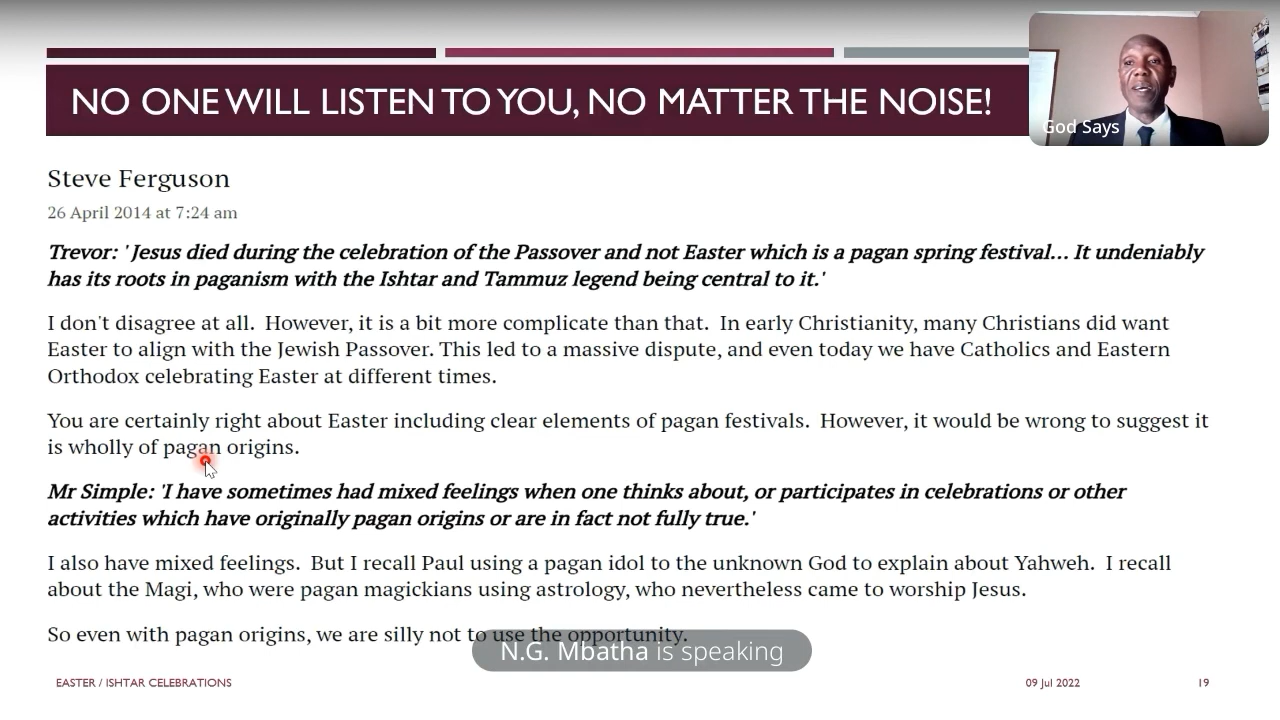 NO ONE WILL LISTEN TO YOU, NO MATTER THE NOISE!
God Says
Steve Ferguson
26 April 2014 at 7:24 am
Trevor: 'Jesus died during the celebration of the Passover and not Easter which is a pagan spring festival... It undeniably
has its roots in paganism with the Ishtar and Tammuz legend being central to it.'
I don't disagree at all. However, it is a bit more complicate than that. In early Christianity, many Christians did want
Easter to align with the Jewish Passover. This led to a massive dispute, and even today we have Catholics and Eastern
Orthodox celebrating Easter at different times.
You are certainly right about Easter including clear elements of pagan festivals. However, it would be wrong to suggest it
is wholly of pagan origins.
Mr Simple: 'I have sometimes had mixed feelings when one thinks about, or participates in celebrations or other
activities which have originally pagan origins or are in fact not fully true.'
I also have mixed feelings. But I recall Paul using a pagan idol to the unknown God to explain about Yahweh. I recall
about the Magi, who were pagan magickians using astrology, who nevertheless came to worship Jesus.
So even with pagan origins, we are silly not to use the opportunity.
N.G. Mbatha is speaking
EASTER / ISHTAR CELEBRATIONS
09 Jul 2022
19